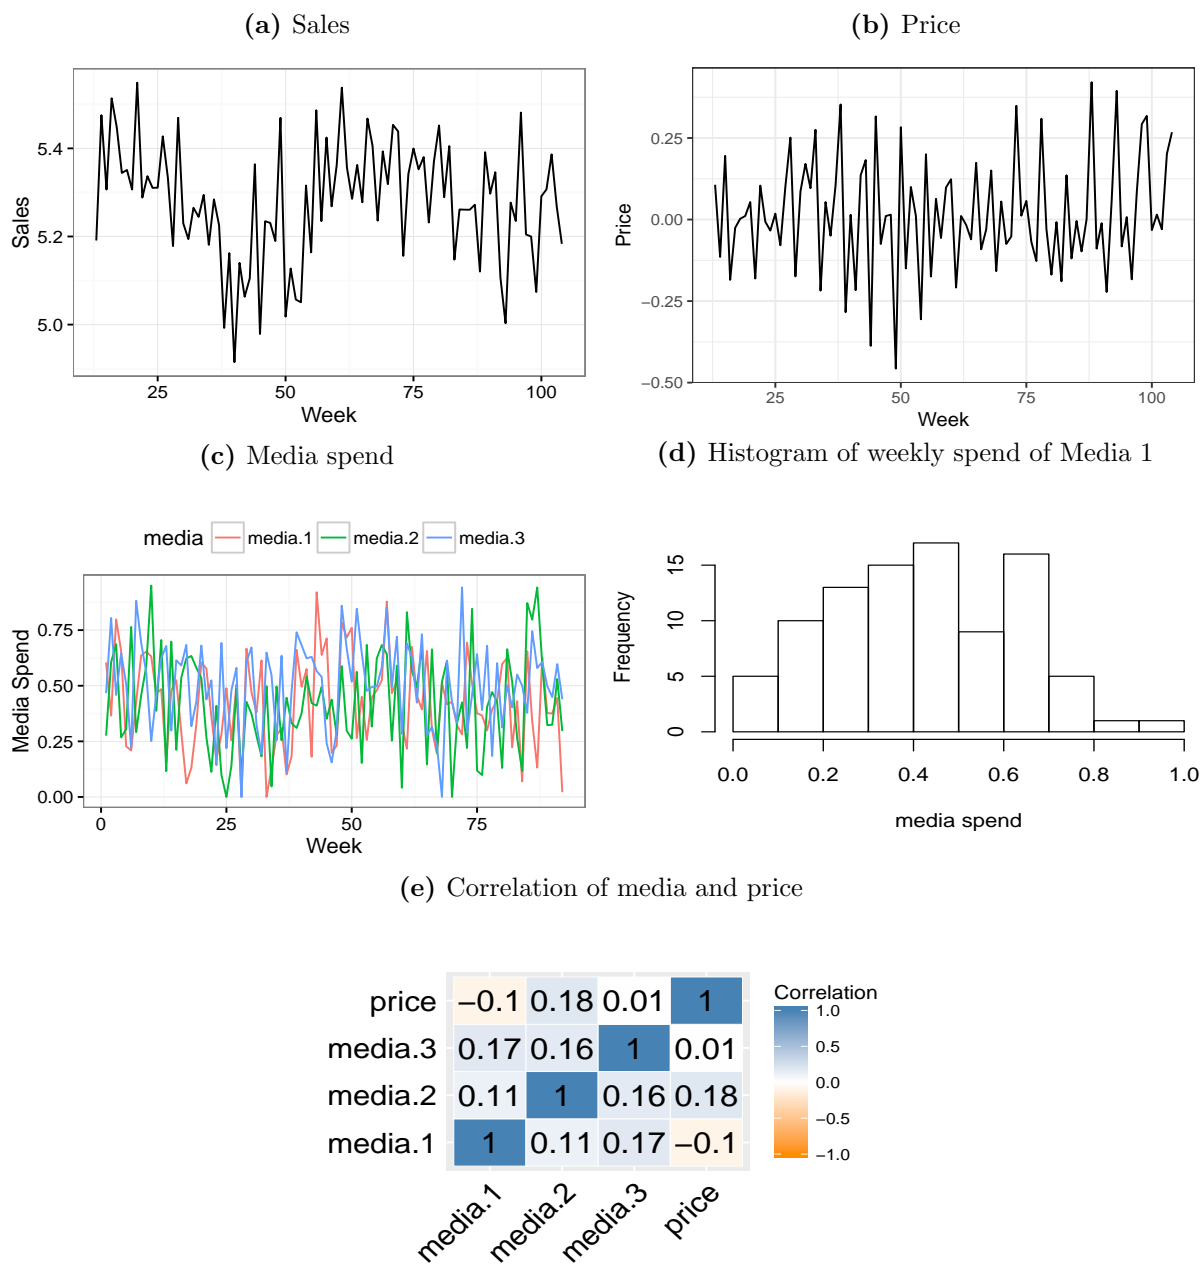 (a) Sales
(b) Price
Sales
5.4
5.2
5.0
25 50 75 100
Week
Price
0.25
0.00
−0.25
−0.50
25 50 75 100
Week
(c) Media spend
(d) Histogram of weekly spend of Media 1
media media.1 media.2 media.3
Media Spend
0.75
0.50
0.25
0.00
0 25 50 75
Week
Frequency
15
10
5
0
0.0 0.2 0.4 0.6 0.8 1.0
media spend
(e) Correlation of media and price
price −0.1 0.18 0.01 1
media.3 0.17 0.16 1 0.01
media.2 0.11 1 0.16 0.18
media.1 1 0.11 0.17 −0.1
media.1 media.2 media.3 price
Correlation
1.0
0.5
0.0
−0.5
−1.0